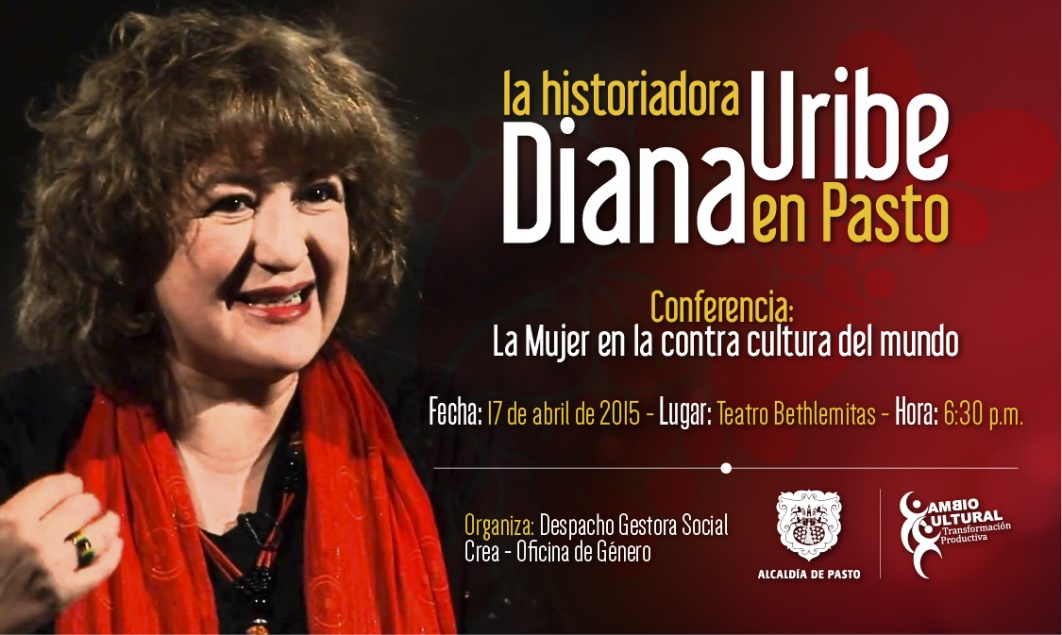 la historiadora
Diana Uribe
en Pasto
Conferencia:
La Mujer en la contra cultura del mundo
Fecha: 17 de abril de 2015 - Lugar: Teatro Bethlemitas - Hora: 6:30 p.m.
Organiza: Despacho Gestora Social
Crea - Oficina de Género
ALCALDÍA DE PASTO
CAMBIO
CULTURAL
Transformación
Productiva